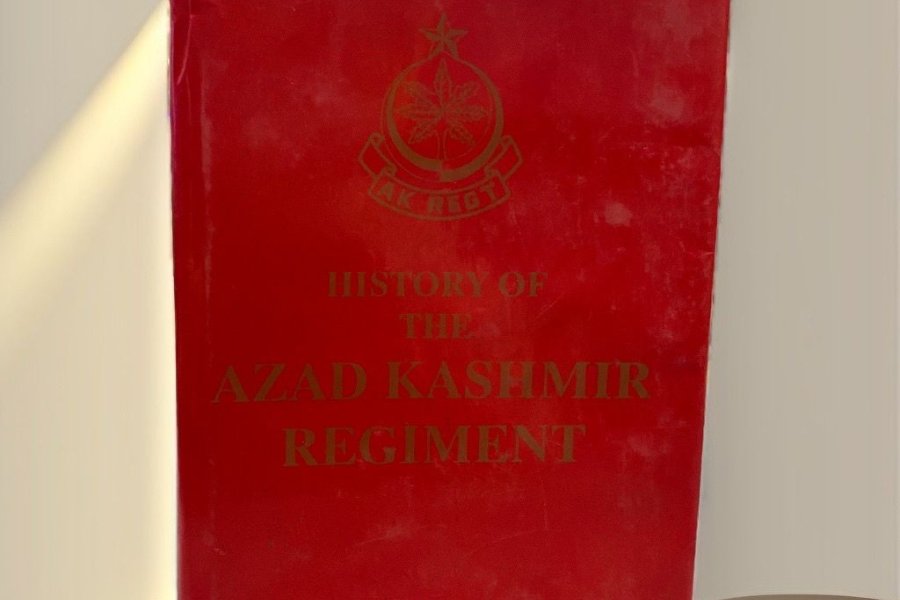 AK REGT
HISTORY OF
THE
AZAD KASHMIR
REGIMENT